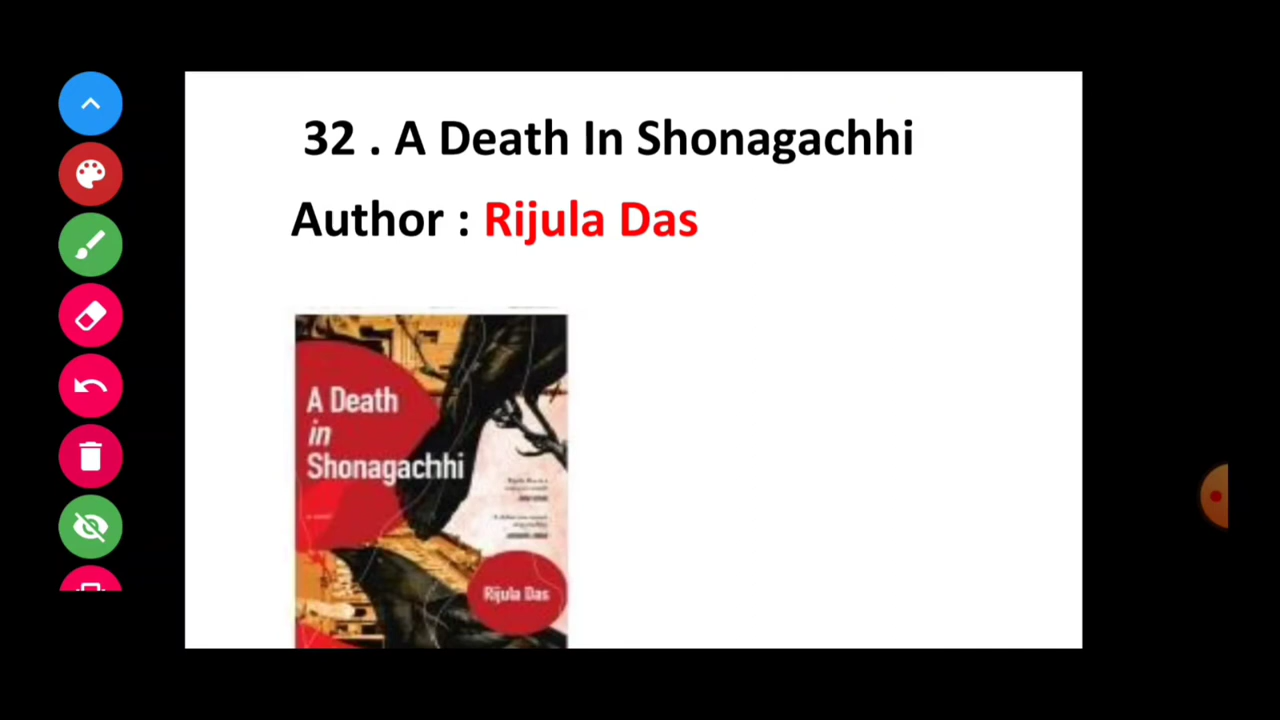 32 . A Death In Shonagachhi
Author : Rijula Das
A Death
in
Shonagachhi
Rijula Das